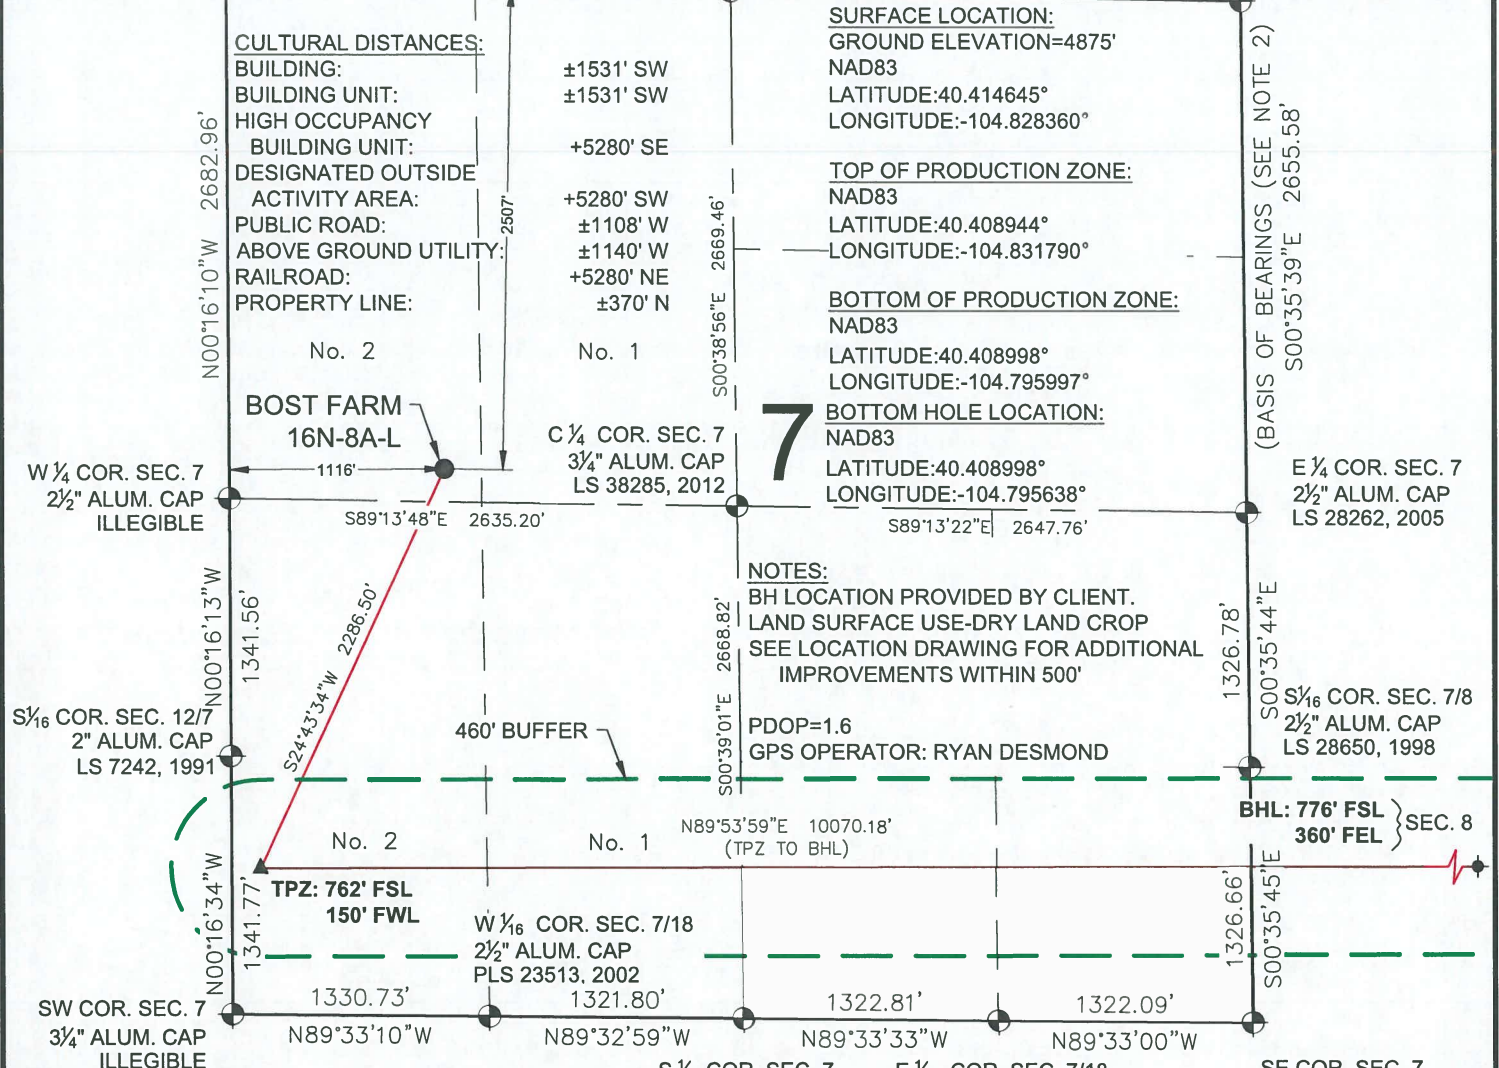 CULTURAL DISTANCES:
BUILDING: ±1531' SW
BUILDING UNIT: ±1531' SW
HIGH OCCUPANCY
BUILDING UNIT: +5280' SE
DESIGNATED OUTSIDE
ACTIVITY AREA: +5280' SW
PUBLIC ROAD: ±1108' W
ABOVE GROUND UTILITY: ±1140' W
RAILROAD: +5280' NE
PROPERTY LINE: ±370' N
No. 2
No. 1
SURFACE LOCATION:
GROUND ELEVATION=4875'
NAD83
LATITUDE:40.414645°
LONGITUDE:-104.828360°
TOP OF PRODUCTION ZONE:
NAD83
LATITUDE:40.408944°
LONGITUDE:-104.831790°
BOTTOM OF PRODUCTION ZONE:
NAD83
LATITUDE:40.408998°
LONGITUDE:-104.795997°
BOTTOM HOLE LOCATION:
NAD83
LATITUDE:40.408998°
LONGITUDE:-104.795638°
7
N00°16'10"W 2682.96'
2507'
S00°38'56"E 2669.46'
(BASIS OF BEARINGS (SEE NOTE 2)
S00°35'39"E 2655.58'
BOST FARM
16N-8A-L
1116'
W ¼ COR. SEC. 7
2½" ALUM. CAP
ILLEGIBLE
C ¼ COR. SEC. 7
3¼" ALUM. CAP
LS 38285, 2012
E ¼ COR. SEC. 7
2½" ALUM. CAP
LS 28262, 2005
S89°13'48"E 2635.20'
S89°13'22"E 2647.76'
NOTES:
BH LOCATION PROVIDED BY CLIENT.
LAND SURFACE USE-DRY LAND CROP
SEE LOCATION DRAWING FOR ADDITIONAL
IMPROVEMENTS WITHIN 500'
PDOP=1.6
GPS OPERATOR: RYAN DESMOND
N00°16'13"W
1341.56'
S24°43'34"W 2286.50'
S00°39'01"E 2668.82'
1326.78'
S00°35'44"E
S1/16 COR. SEC. 12/7
2" ALUM. CAP
LS 7242, 1991
460' BUFFER
S1/16 COR. SEC. 7/8
2½" ALUM. CAP
LS 28650, 1998
BHL: 776' FSL
360' FEL
SEC. 8
No. 2
No. 1
N89°53'59"E 10070.18'
(TPZ TO BHL)
TPZ: 762' FSL
150' FWL
N00°16'34"W
1341.77'
1326.66'
S00°35'45"E
W 1/16 COR. SEC. 7/18
2½" ALUM. CAP
PLS 23513, 2002
SW COR. SEC. 7
3¼" ALUM. CAP
ILLEGIBLE
1330.73'
1321.80'
1322.81'
1322.09'
N89°33'10"W
N89°32'59"W
N89°33'33"W
N89°33'00"W